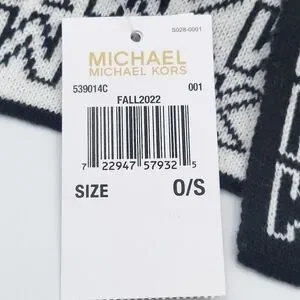 S028-0001
MICHAEL
MICHAEL KORS
539014C 001
FALL2022
7 22947 57932 5
SIZE O/S